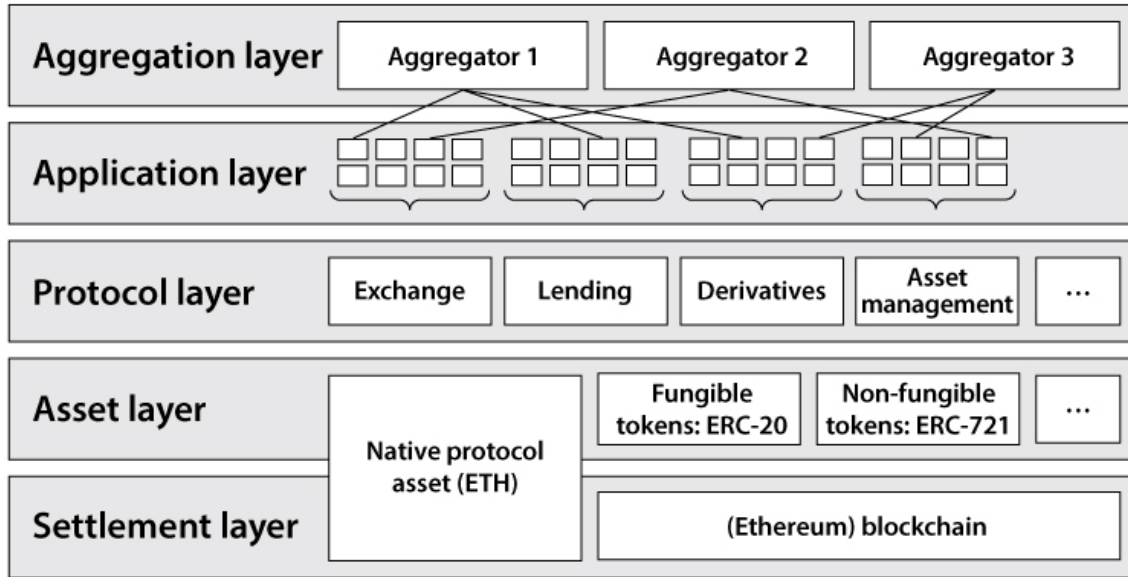 Aggregation layer
Aggregator 1
Aggregator 2
Aggregator 3
Application layer
Protocol layer
Exchange
Lending
Derivatives
Asset
management
...
Asset layer
Fungible
tokens: ERC-20
Non-fungible
tokens: ERC-721
...
Native protocol
asset (ETH)
Settlement layer
(Ethereum) blockchain